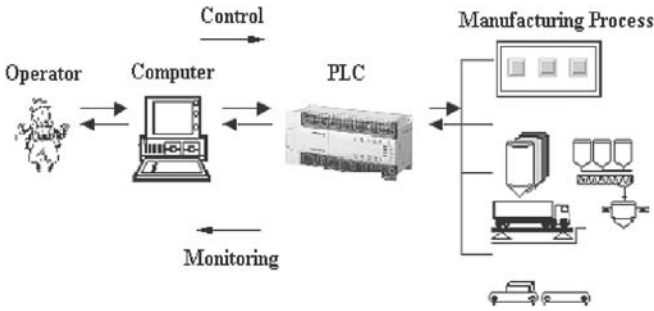 Control
Manufacturing Process
Operator
Computer
PLC
Monitoring